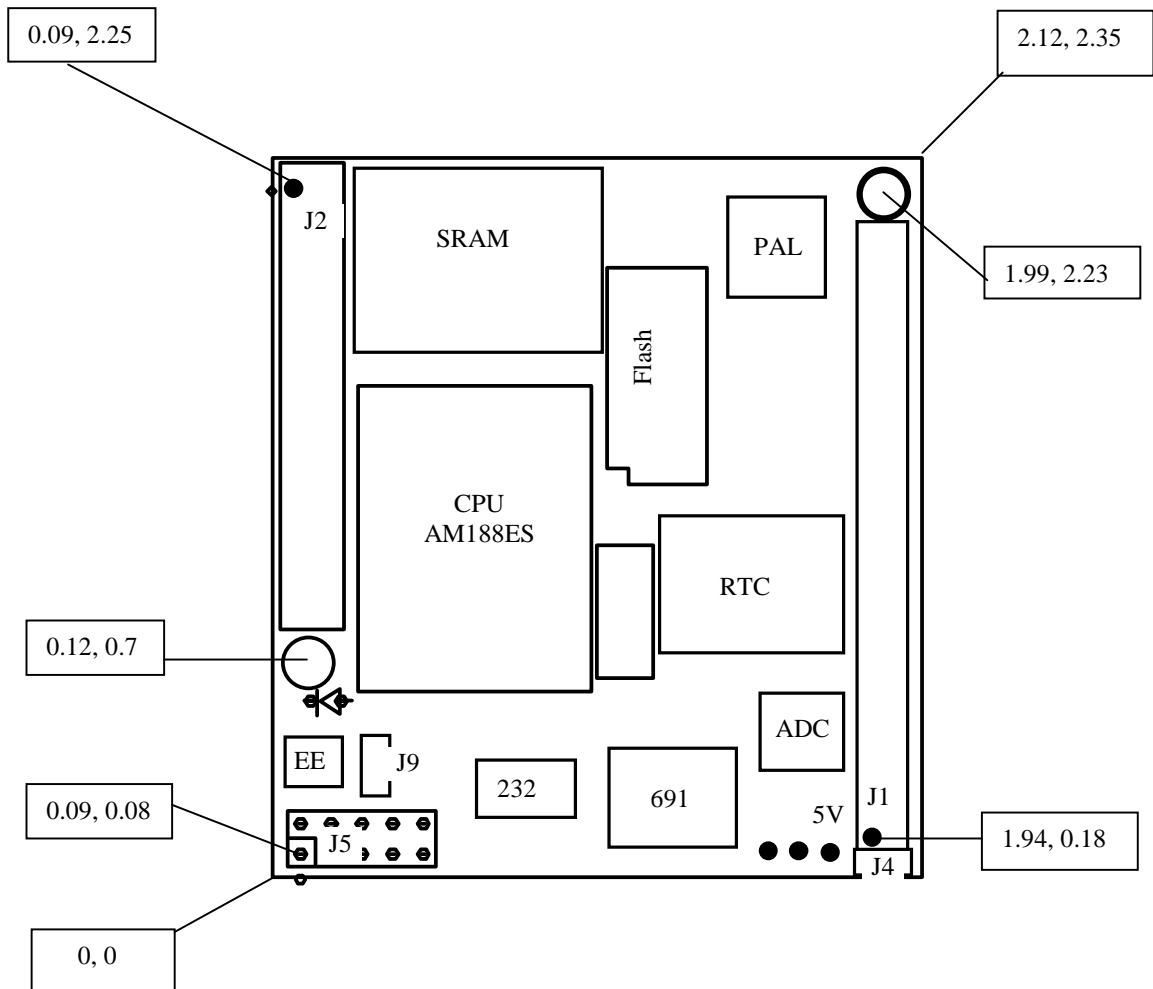 0.09, 2.25
2.12, 2.35
J2
SRAM
PAL
1.99, 2.23
Flash
CPU
AM188ES
RTC
0.12, 0.7
ADC
EE
J9
232
691
0.09, 0.08
5V
J1
J5
1.94, 0.18
J4
0, 0